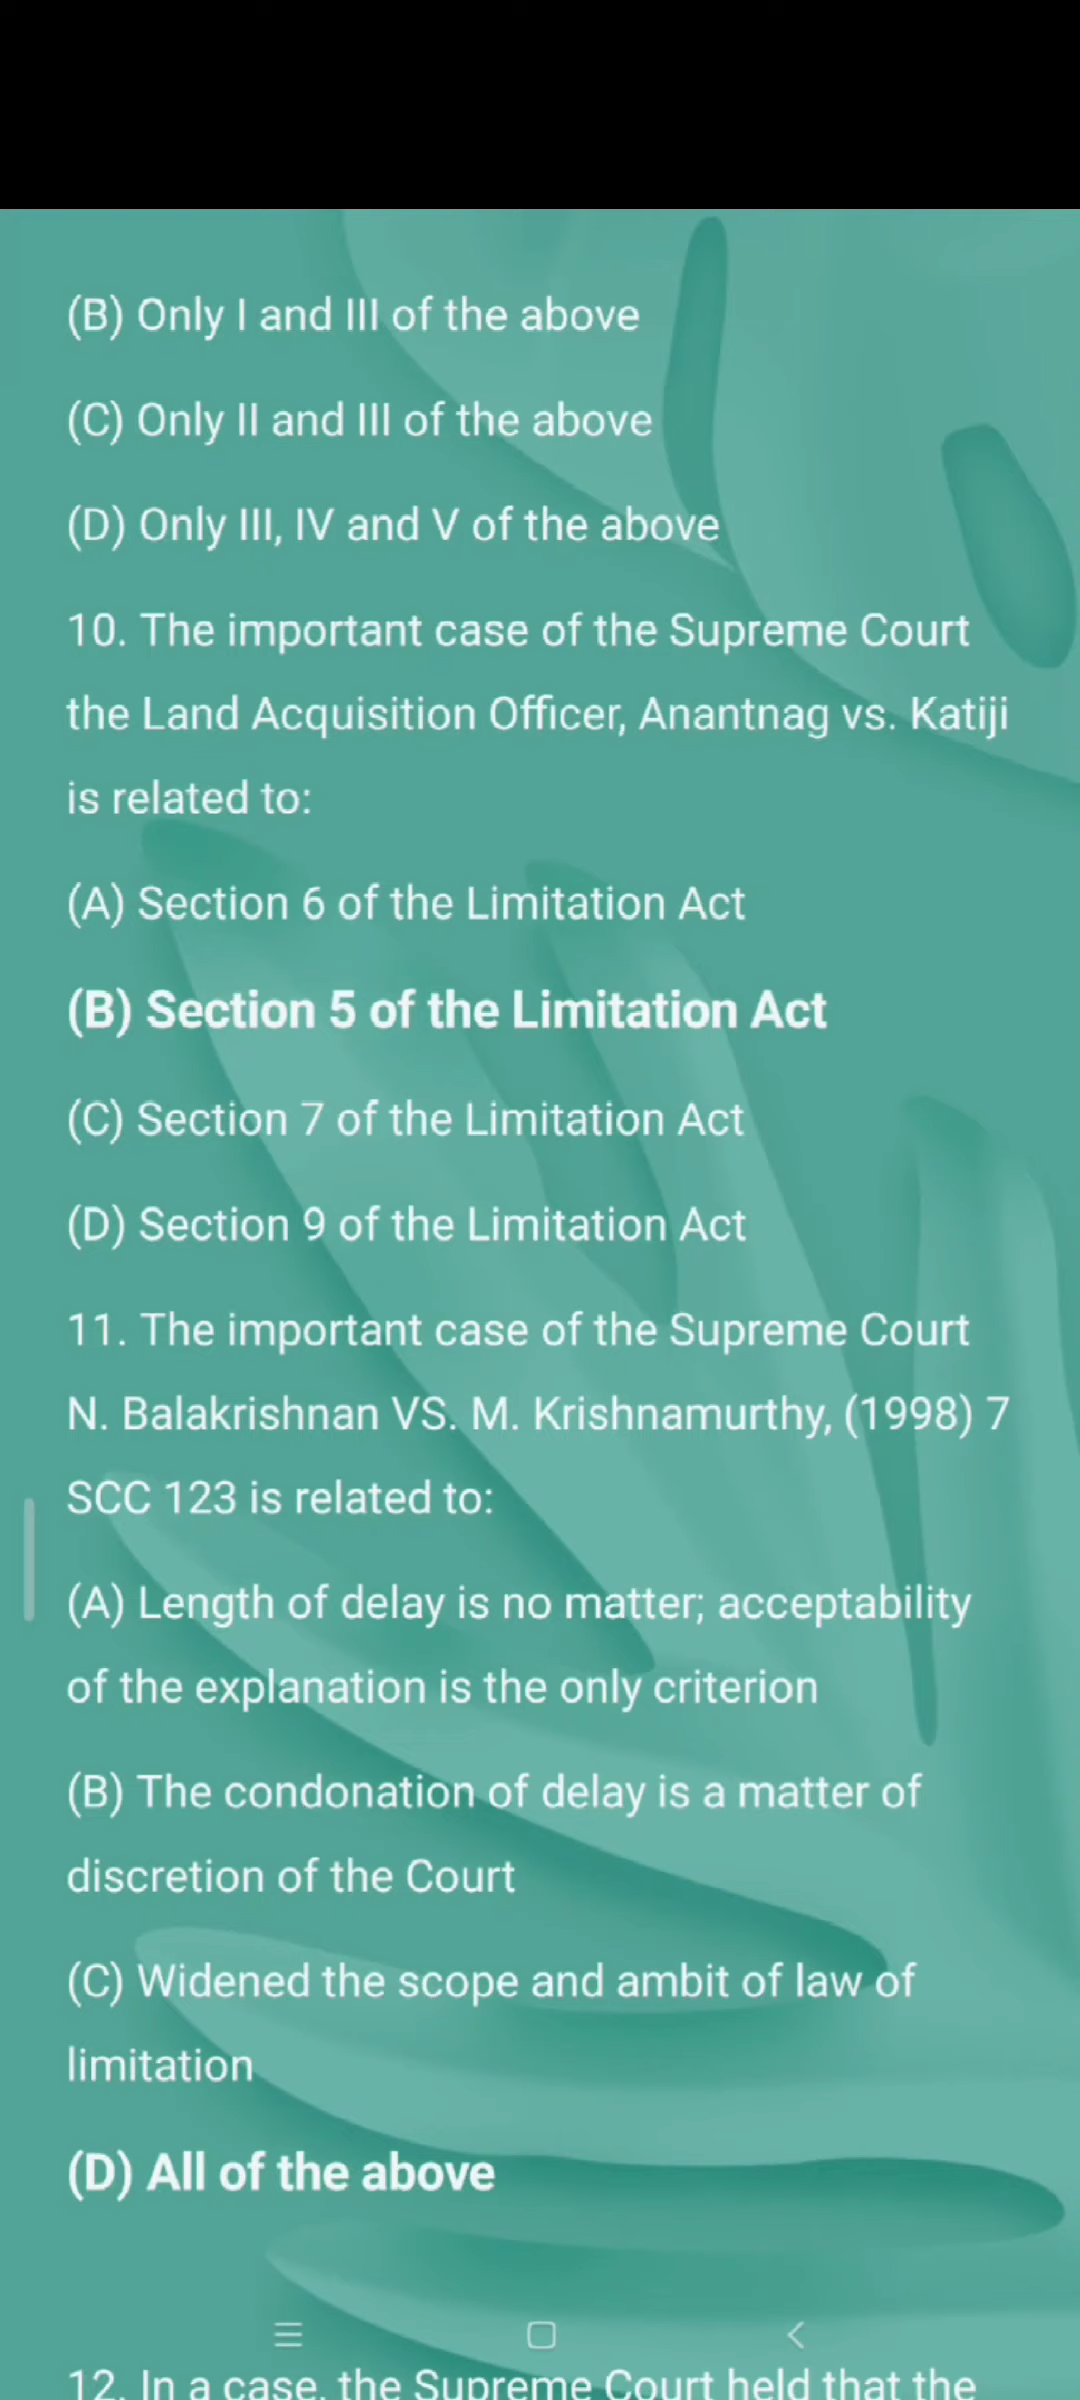 (B) Only I and III of the above
(C) Only II and III of the above
(D) Only III, IV and V of the above
10. The important case of the Supreme Court
the Land Acquisition Officer, Anantnag vs. Katiji
is related to:
(A) Section 6 of the Limitation Act
(B) Section 5 of the Limitation Act
(C) Section 7 of the Limitation Act
(D) Section 9 of the Limitation Act
11. The important case of the Supreme Court
N. Balakrishnan VS. M. Krishnamurthy, (1998) 7
SCC 123 is related to:
(A) Length of delay is no matter; acceptability
of the explanation is the only criterion
(B) The condonation of delay is a matter of
discretion of the Court
(C) Widened the scope and ambit of law of
limitation
(D) All of the above
12. In a case, the Supreme Court held that the